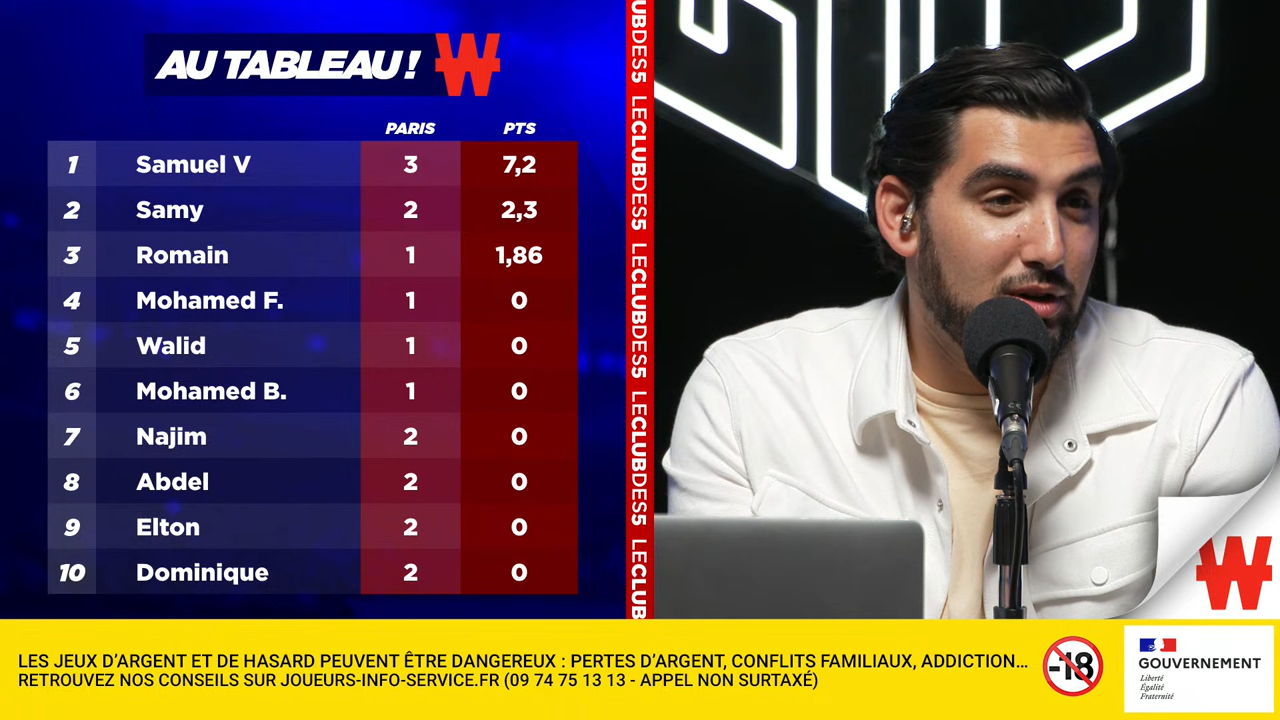 AU TABLEAU ! W
PARIS PTS
1 Samuel V 3 7,2
2 Samy 2 2,3
3 Romain 1 1,86
4 Mohamed F. 1 0
5 Walid 1 0
6 Mohamed B. 1 0
7 Najim 2 0
8 Abdel 2 0
9 Elton 2 0
10 Dominique 2 0
UBDES5 LECLUBDES5 LECLUBDES5 LECLUBDES5 LECLUB
W
LES JEUX D'ARGENT ET DE HASARD PEUVENT ÊTRE DANGEREUX : PERTES D'ARGENT, CONFLITS FAMILIAUX, ADDICTION...
RETROUVEZ NOS CONSEILS SUR JOUEURS-INFO-SERVICE.FR (09 74 75 13 13 - APPEL NON SURTAXÉ)
-18
GOUVERNEMENT
Liberté
Égalité
Fraternité